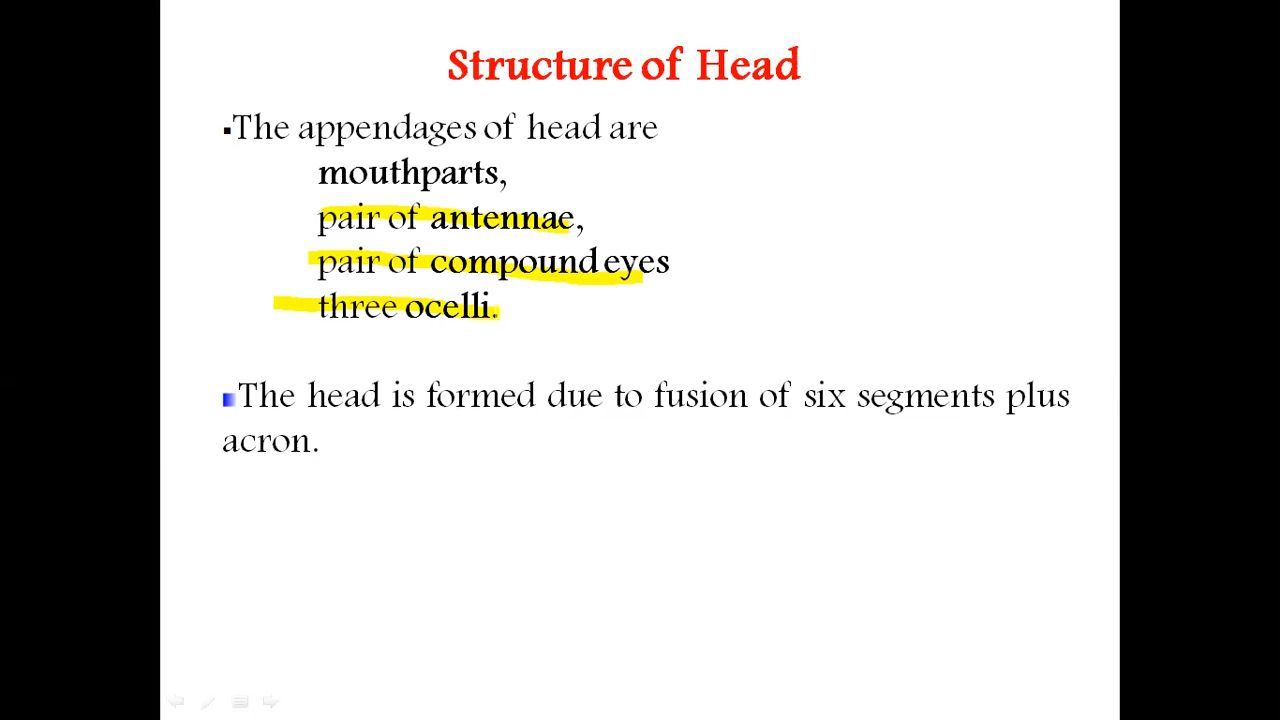 Structure of Head
▪The appendages of head are
mouthparts,
pair of antennae,
pair of compound eyes
three ocelli.
The head is formed due to fusion of six segments plus
acron.